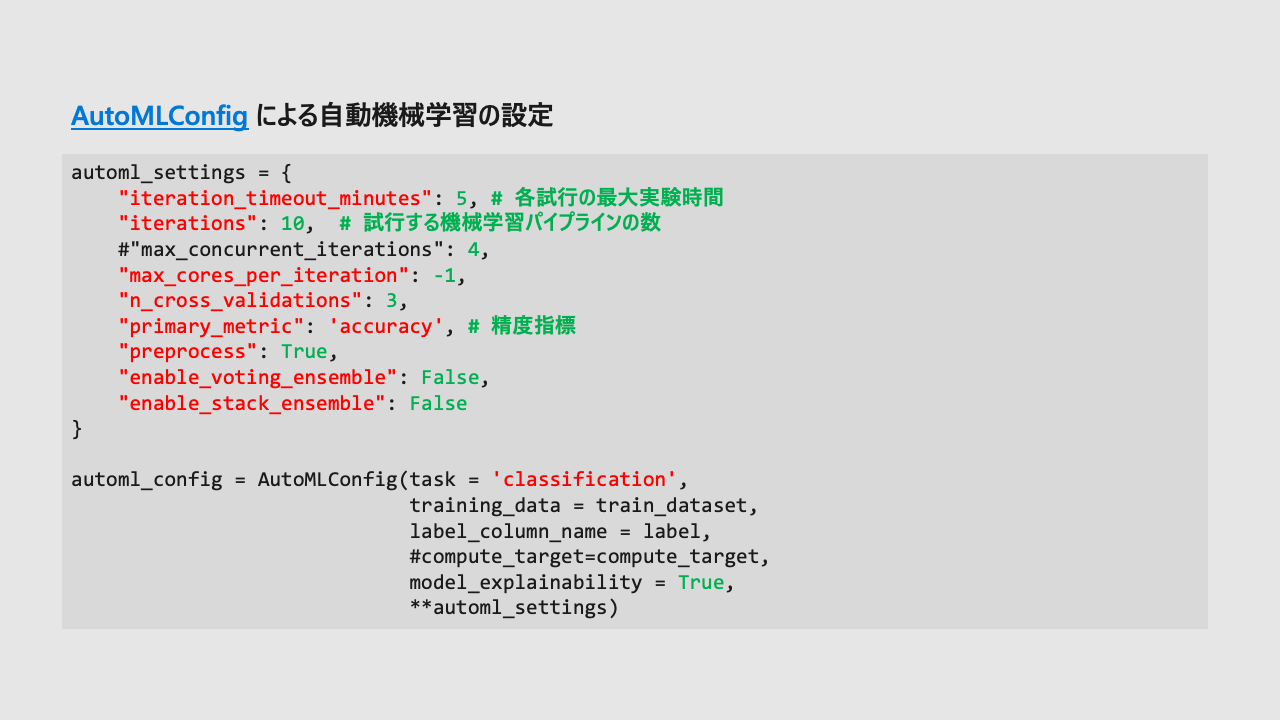 AutoMLConfig による自動機械学習の設定
automl_settings = {
    "iteration_timeout_minutes": 5, # 各試行の最大実験時間
    "iterations": 10,  # 試行する機械学習パイプラインの数
    #"max_concurrent_iterations": 4,
    "max_cores_per_iteration": -1,
    "n_cross_validations": 3,
    "primary_metric": 'accuracy', # 精度指標
    "preprocess": True,
    "enable_voting_ensemble": False,
    "enable_stack_ensemble": False
}
automl_config = AutoMLConfig(task = 'classification',
                             training_data = train_dataset,
                             label_column_name = label,
                             #compute_target=compute_target,
                             model_explainability = True,
                             **automl_settings)